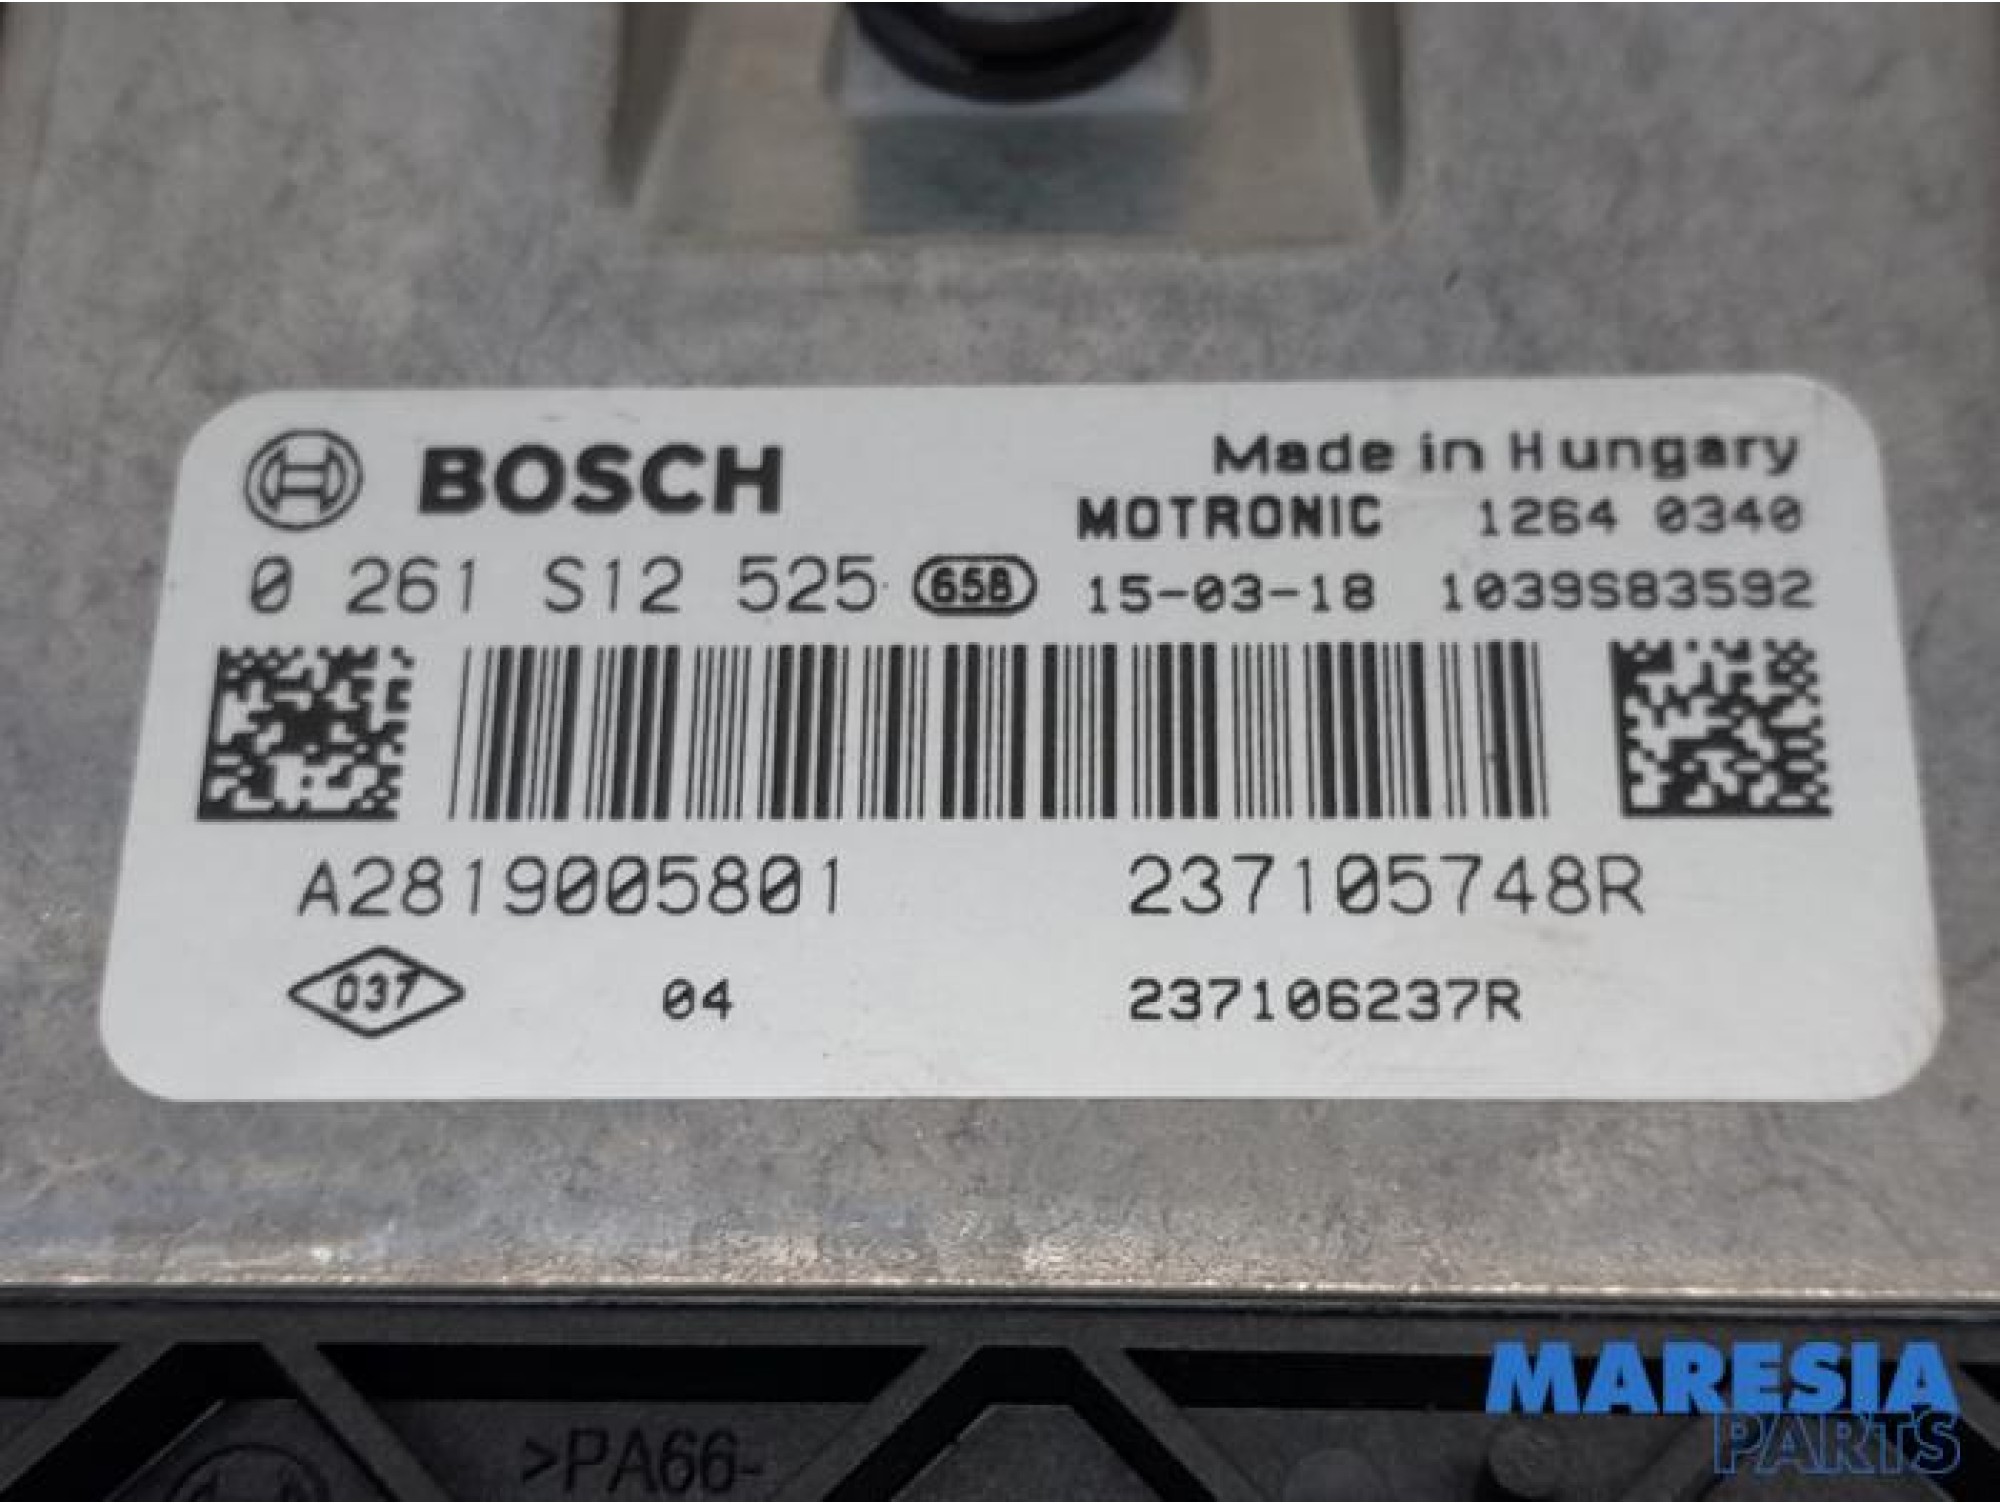 BOSCH
Made in Hungary
MOTRONIC 1264 0340
0 261 S12 525 658 15-03-18 1039S83592
A2819005801 237105748R
037 04 237106237R
>PA66-
MARESIA
PARTS